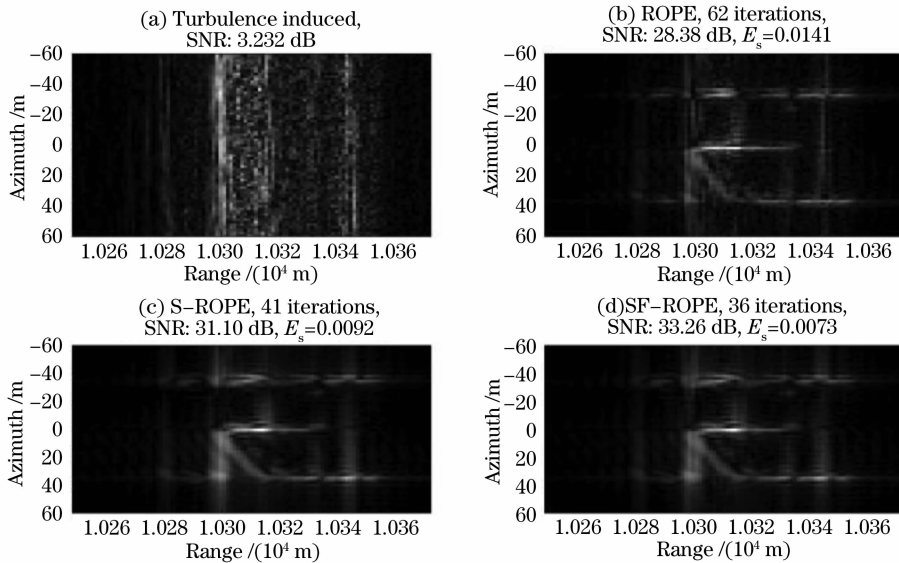 (a) Turbulence induced,
SNR: 3.232 dB
−60
−40
−20
0
20
40
60
Azimuth /m
1.026 1.028 1.030 1.032 1.034 1.036
Range /(10⁴ m)
(b) ROPE, 62 iterations,
SNR: 28.38 dB, Eₛ=0.0141
−60
−40
−20
0
20
40
60
Azimuth /m
1.026 1.028 1.030 1.032 1.034 1.036
Range /(10⁴ m)
(c) S−ROPE, 41 iterations,
SNR: 31.10 dB, Eₛ=0.0092
−60
−40
−20
0
20
40
60
Azimuth /m
1.026 1.028 1.030 1.032 1.034 1.036
Range /(10⁴ m)
(d)SF−ROPE, 36 iterations,
SNR: 33.26 dB, Eₛ=0.0073
−60
−40
−20
0
20
40
60
Azimuth /m
1.026 1.028 1.030 1.032 1.034 1.036
Range /(10⁴ m)